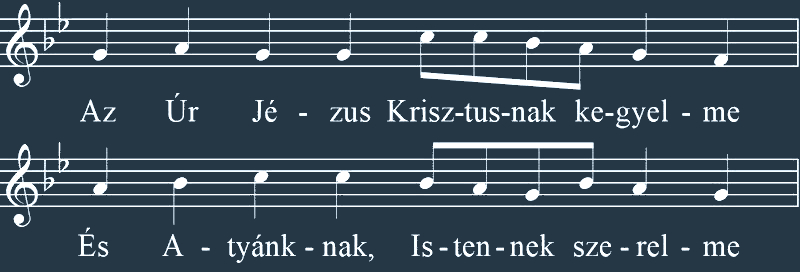 Az Úr Jé - zus Krisz-tus-nak ke-gyel - me
És A - tyánk - nak, Is - ten - nek sze - rel - me